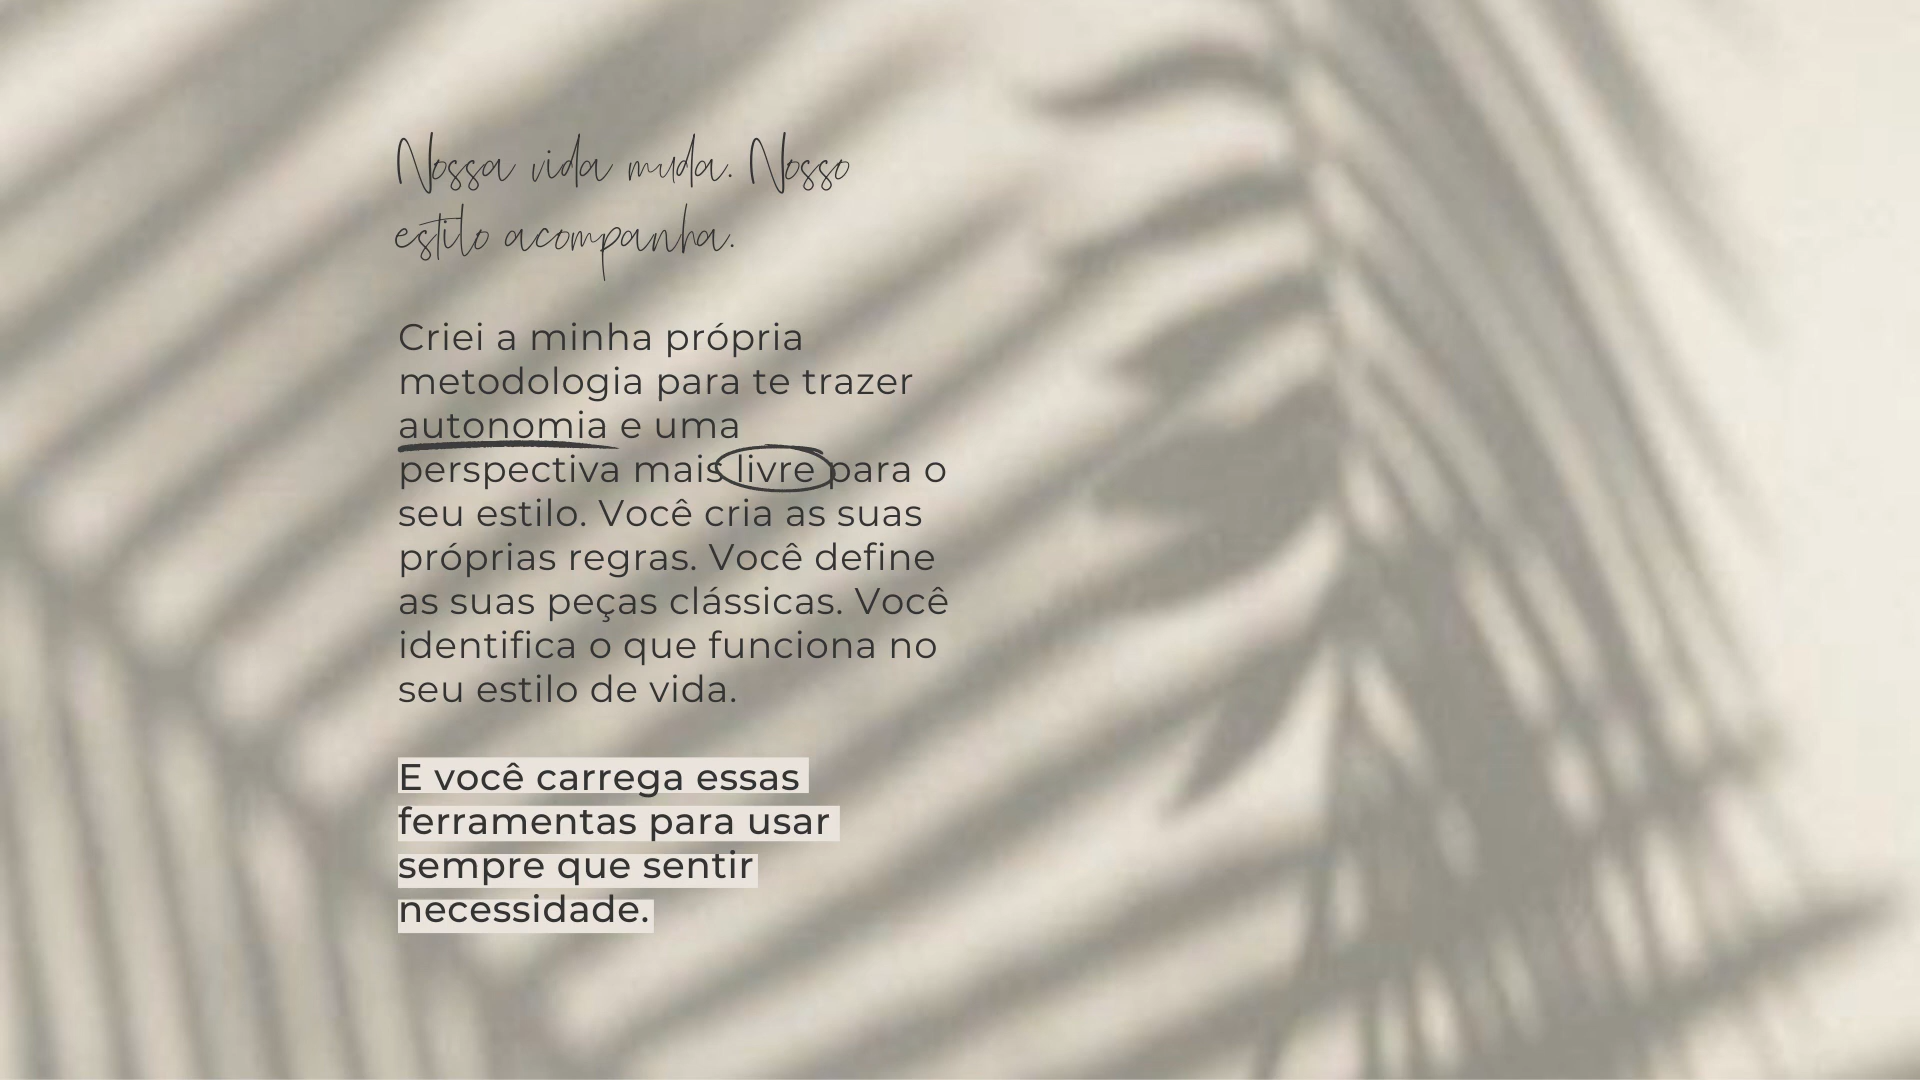 Nossa vida muda. Nosso
estilo acompanha.
Criei a minha própria
metodologia para te trazer
autonomia e uma
perspectiva mais livre para o
seu estilo. Você cria as suas
próprias regras. Você define
as suas peças clássicas. Você
identifica o que funciona no
seu estilo de vida.
E você carrega essas
ferramentas para usar
sempre que sentir
necessidade.